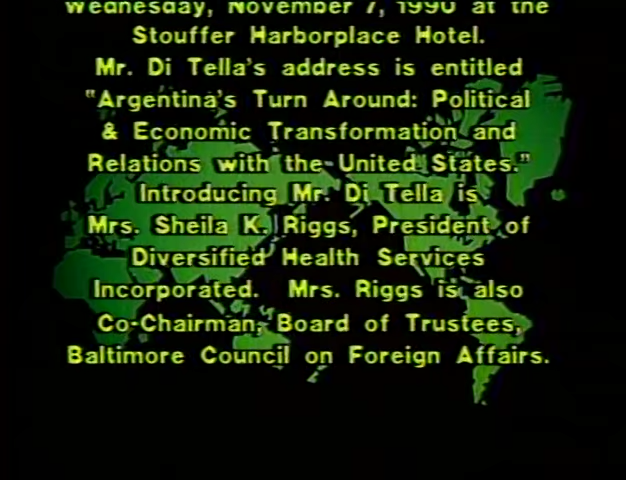 Wednesday, November 7, 1990 at the
Stouffer Harborplace Hotel.
Mr. Di Tella's address is entitled
"Argentina's Turn Around: Political
& Economic Transformation and
Relations with the United States."
Introducing Mr. Di Tella is
Mrs. Sheila K. Riggs, President of
Diversified Health Services
Incorporated. Mrs. Riggs is also
Co-Chairman, Board of Trustees,
Baltimore Council on Foreign Affairs.